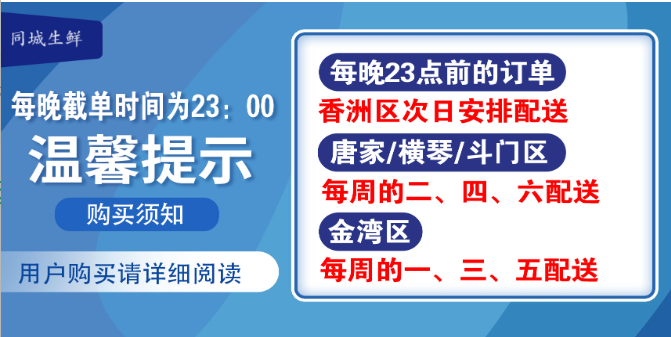 同城生鲜
每晚截单时间为23：00
温馨提示
购买须知
用户购买请详细阅读
每晚23点前的订单
香洲区次日安排配送
唐家/横琴/斗门区
每周的二、四、六配送
金湾区
每周的一、三、五配送